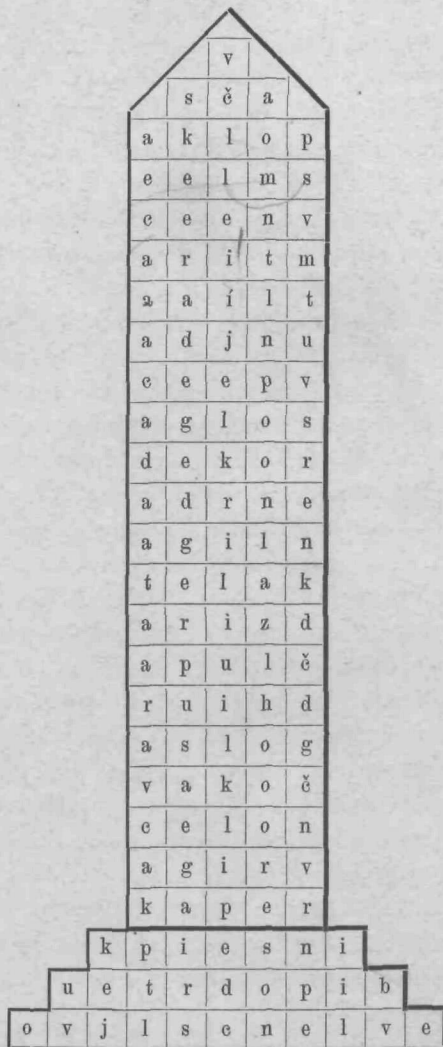 v
s č a
a k l o p
e e l m s
c e e n v
a r i t m
a a í l t
a d j n u
c e e p v
a g l o s
d e k o r
a d r n e
a g i l n
t e l a k
a r i z d
a p u l č
r u i h d
a s l o g
v a k o č
c e l o n
a g i r v
k a p e r
k p i e s n i
u e t r d o p i b
o v j l s c n e l v e